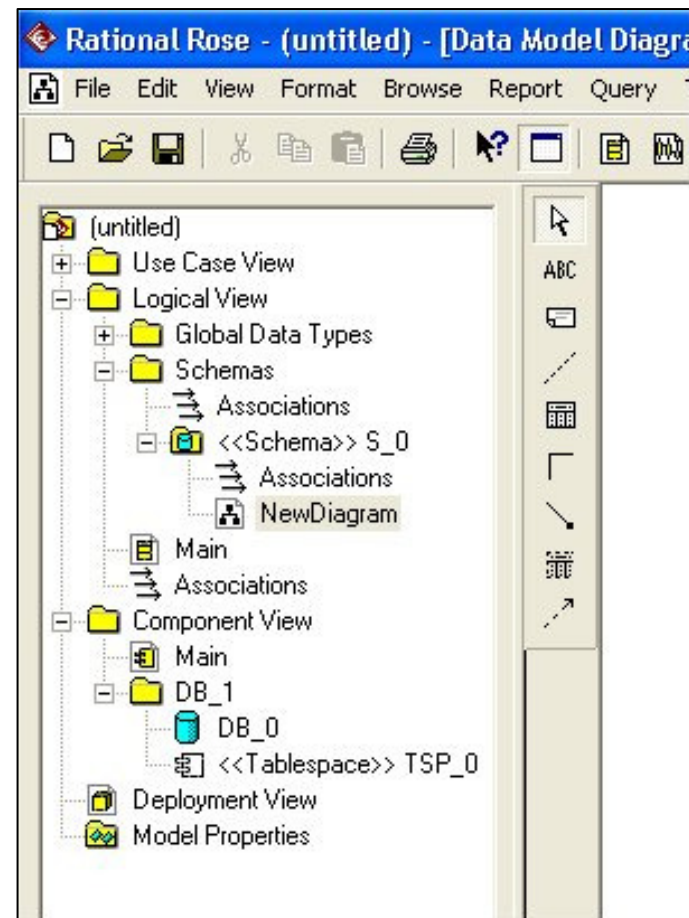 Rational Rose - (untitled) - [Data Model Diagra
File Edit View Format Browse Report Query
(untitled)
Use Case View
ABC
Logical View
Global Data Types
Schemas
Associations
<<Schema>> S_0
Associations
NewDiagram
Main
Associations
Component View
Main
DB_1
DB_0
<<Tablespace>> TSP_0
Deployment View
Model Properties